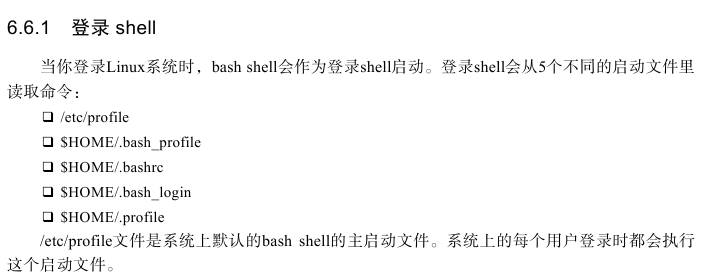 6.6.1 登录 shell
当你登录Linux系统时，bash shell会作为登录shell启动。登录shell会从5个不同的启动文件里
读取命令：
❑ /etc/profile
❑ $HOME/.bash_profile
❑ $HOME/.bashrc
❑ $HOME/.bash_login
❑ $HOME/.profile
/etc/profile文件是系统上默认的bash shell的主启动文件。系统上的每个用户登录时都会执行
这个启动文件。